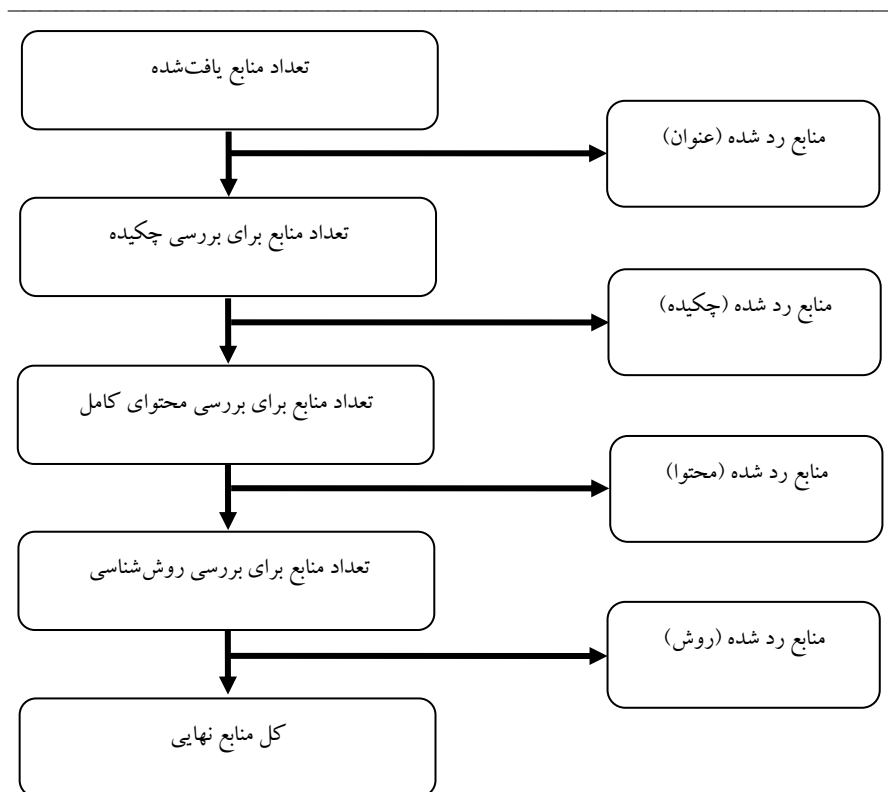 تعداد منابع یافت‌شده
منابع رد شده (عنوان)
تعداد منابع برای بررسی چکیده
منابع رد شده (چکیده)
تعداد منابع برای بررسی محتوای کامل
منابع رد شده (محتوا)
تعداد منابع برای بررسی روش‌شناسی
منابع رد شده (روش)
کل منابع نهایی